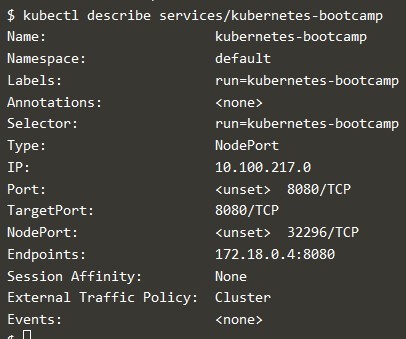 $ kubectl describe services/kubernetes-bootcamp
Name:                     kubernetes-bootcamp
Namespace:                default
Labels:                   run=kubernetes-bootcamp
Annotations:              <none>
Selector:                 run=kubernetes-bootcamp
Type:                     NodePort
IP:                       10.100.217.0
Port:                     <unset>  8080/TCP
TargetPort:               8080/TCP
NodePort:                 <unset>  32296/TCP
Endpoints:                172.18.0.4:8080
Session Affinity:         None
External Traffic Policy:  Cluster
Events:                   <none>
$